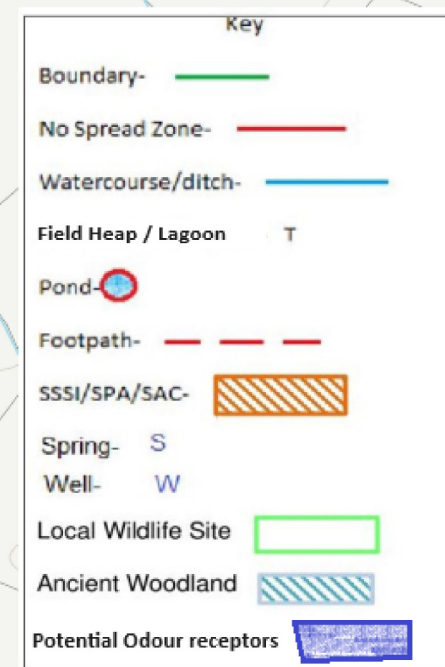 Key
Boundary-
No Spread Zone-
Watercourse/ditch-
Field Heap / Lagoon T
Pond-
Footpath-
SSSI/SPA/SAC-
Spring- S
Well- W
Local Wildlife Site
Ancient Woodland
Potential Odour receptors